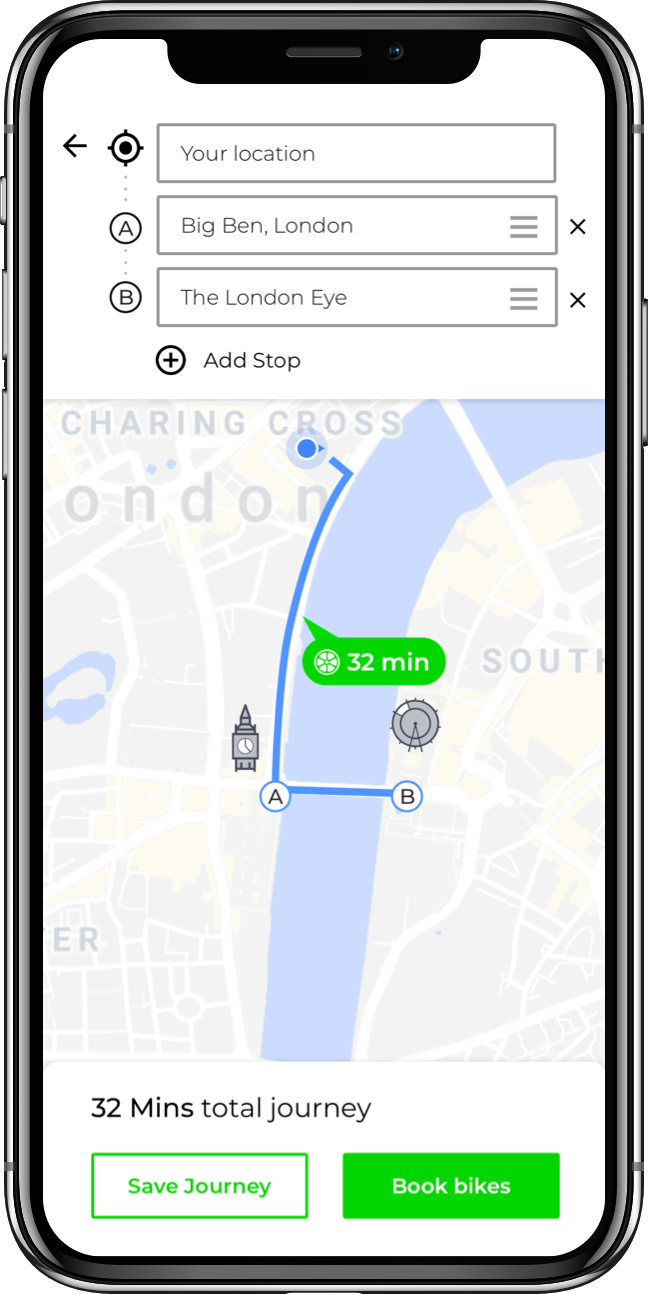 Your location
A
Big Ben, London
B
The London Eye
Add Stop
CHARING CROSS
ondon
32 min
SOUTH
A
B
ER
32 Mins total journey
Save Journey
Book bikes